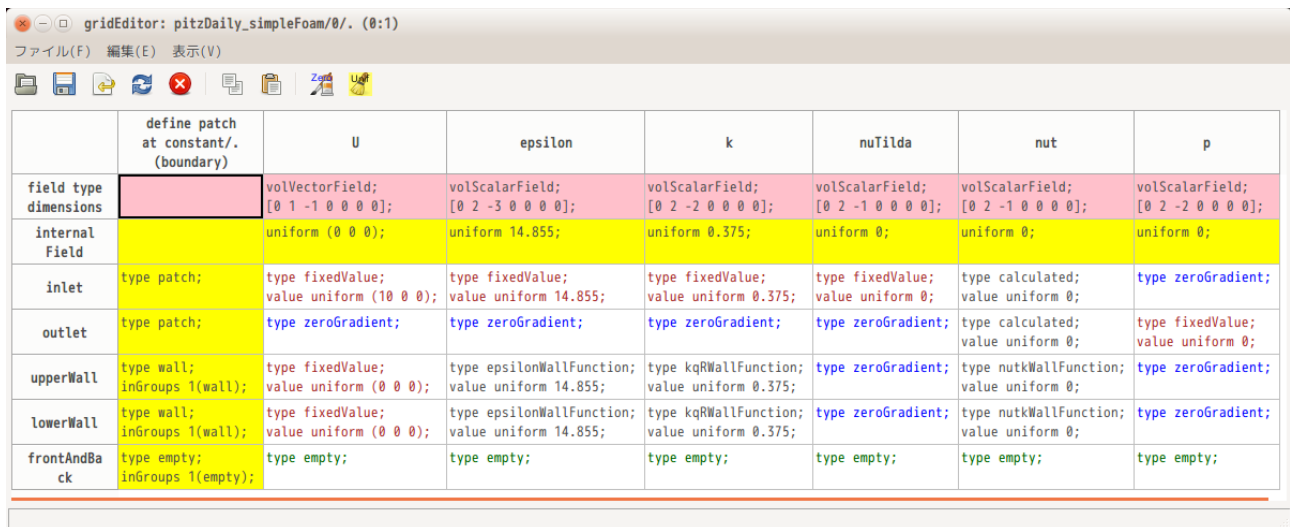 gridEditor: pitzDaily_simpleFoam/0/. (0:1)
ファイル(F) 編集(E) 表示(V)
Zero Unif
define patch
at constant/.
(boundary)
U
epsilon
k
nuTilda
nut
p
field type
dimensions
volVectorField;
[0 1 -1 0 0 0 0];
volScalarField;
[0 2 -3 0 0 0 0];
volScalarField;
[0 2 -2 0 0 0 0];
volScalarField;
[0 2 -1 0 0 0 0];
volScalarField;
[0 2 -1 0 0 0 0];
volScalarField;
[0 2 -2 0 0 0 0];
internal
Field
uniform (0 0 0);
uniform 14.855;
uniform 0.375;
uniform 0;
uniform 0;
uniform 0;
inlet
type patch;
type fixedValue;
value uniform (10 0 0);
type fixedValue;
value uniform 14.855;
type fixedValue;
value uniform 0.375;
type fixedValue;
value uniform 0;
type calculated;
value uniform 0;
type zeroGradient;
outlet
type patch;
type zeroGradient;
type zeroGradient;
type zeroGradient;
type zeroGradient;
type calculated;
value uniform 0;
type fixedValue;
value uniform 0;
upperWall
type wall;
inGroups 1(wall);
type fixedValue;
value uniform (0 0 0);
type epsilonWallFunction;
value uniform 14.855;
type kqRWallFunction;
value uniform 0.375;
type zeroGradient;
type nutkWallFunction;
value uniform 0;
type zeroGradient;
lowerWall
type wall;
inGroups 1(wall);
type fixedValue;
value uniform (0 0 0);
type epsilonWallFunction;
value uniform 14.855;
type kqRWallFunction;
value uniform 0.375;
type zeroGradient;
type nutkWallFunction;
value uniform 0;
type zeroGradient;
frontAndBa
ck
type empty;
inGroups 1(empty);
type empty;
type empty;
type empty;
type empty;
type empty;
type empty;